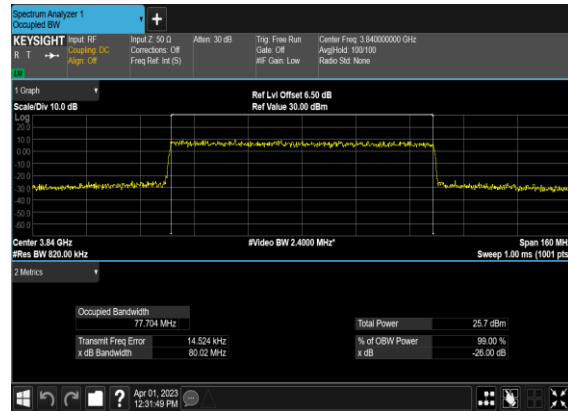 Spectrum Analyzer 1
Occupied BW
+
KEYSIGHT
R T
LXI
Input: RF
Coupling: DC
Align: Off
Input Z: 50 Ω
Corrections: Off
Freq Ref: Int (S)
Atten: 30 dB
Trig: Free Run
Gate: Off
#IF Gain: Low
Center Freq: 3.840000000 GHz
Avg|Hold: 100/100
Radio Std: None
1 Graph
Scale/Div 10.0 dB
Ref Lvl Offset 6.50 dB
Ref Value 30.00 dBm
Log
20.0
10.0
0.00
-10.0
-20.0
-30.0
-40.0
-50.0
-60.0
Center 3.84 GHz
#Res BW 820.00 kHz
#Video BW 2.4000 MHz*
Span 160 MH
Sweep 1.00 ms (1001 pts
2 Metrics
Occupied Bandwidth
77.704 MHz
Transmit Freq Error 14.524 kHz
x dB Bandwidth 80.02 MHz
Total Power 25.7 dBm
% of OBW Power 99.00 %
x dB -26.00 dB
?
Apr 01, 2023
12:31:49 PM